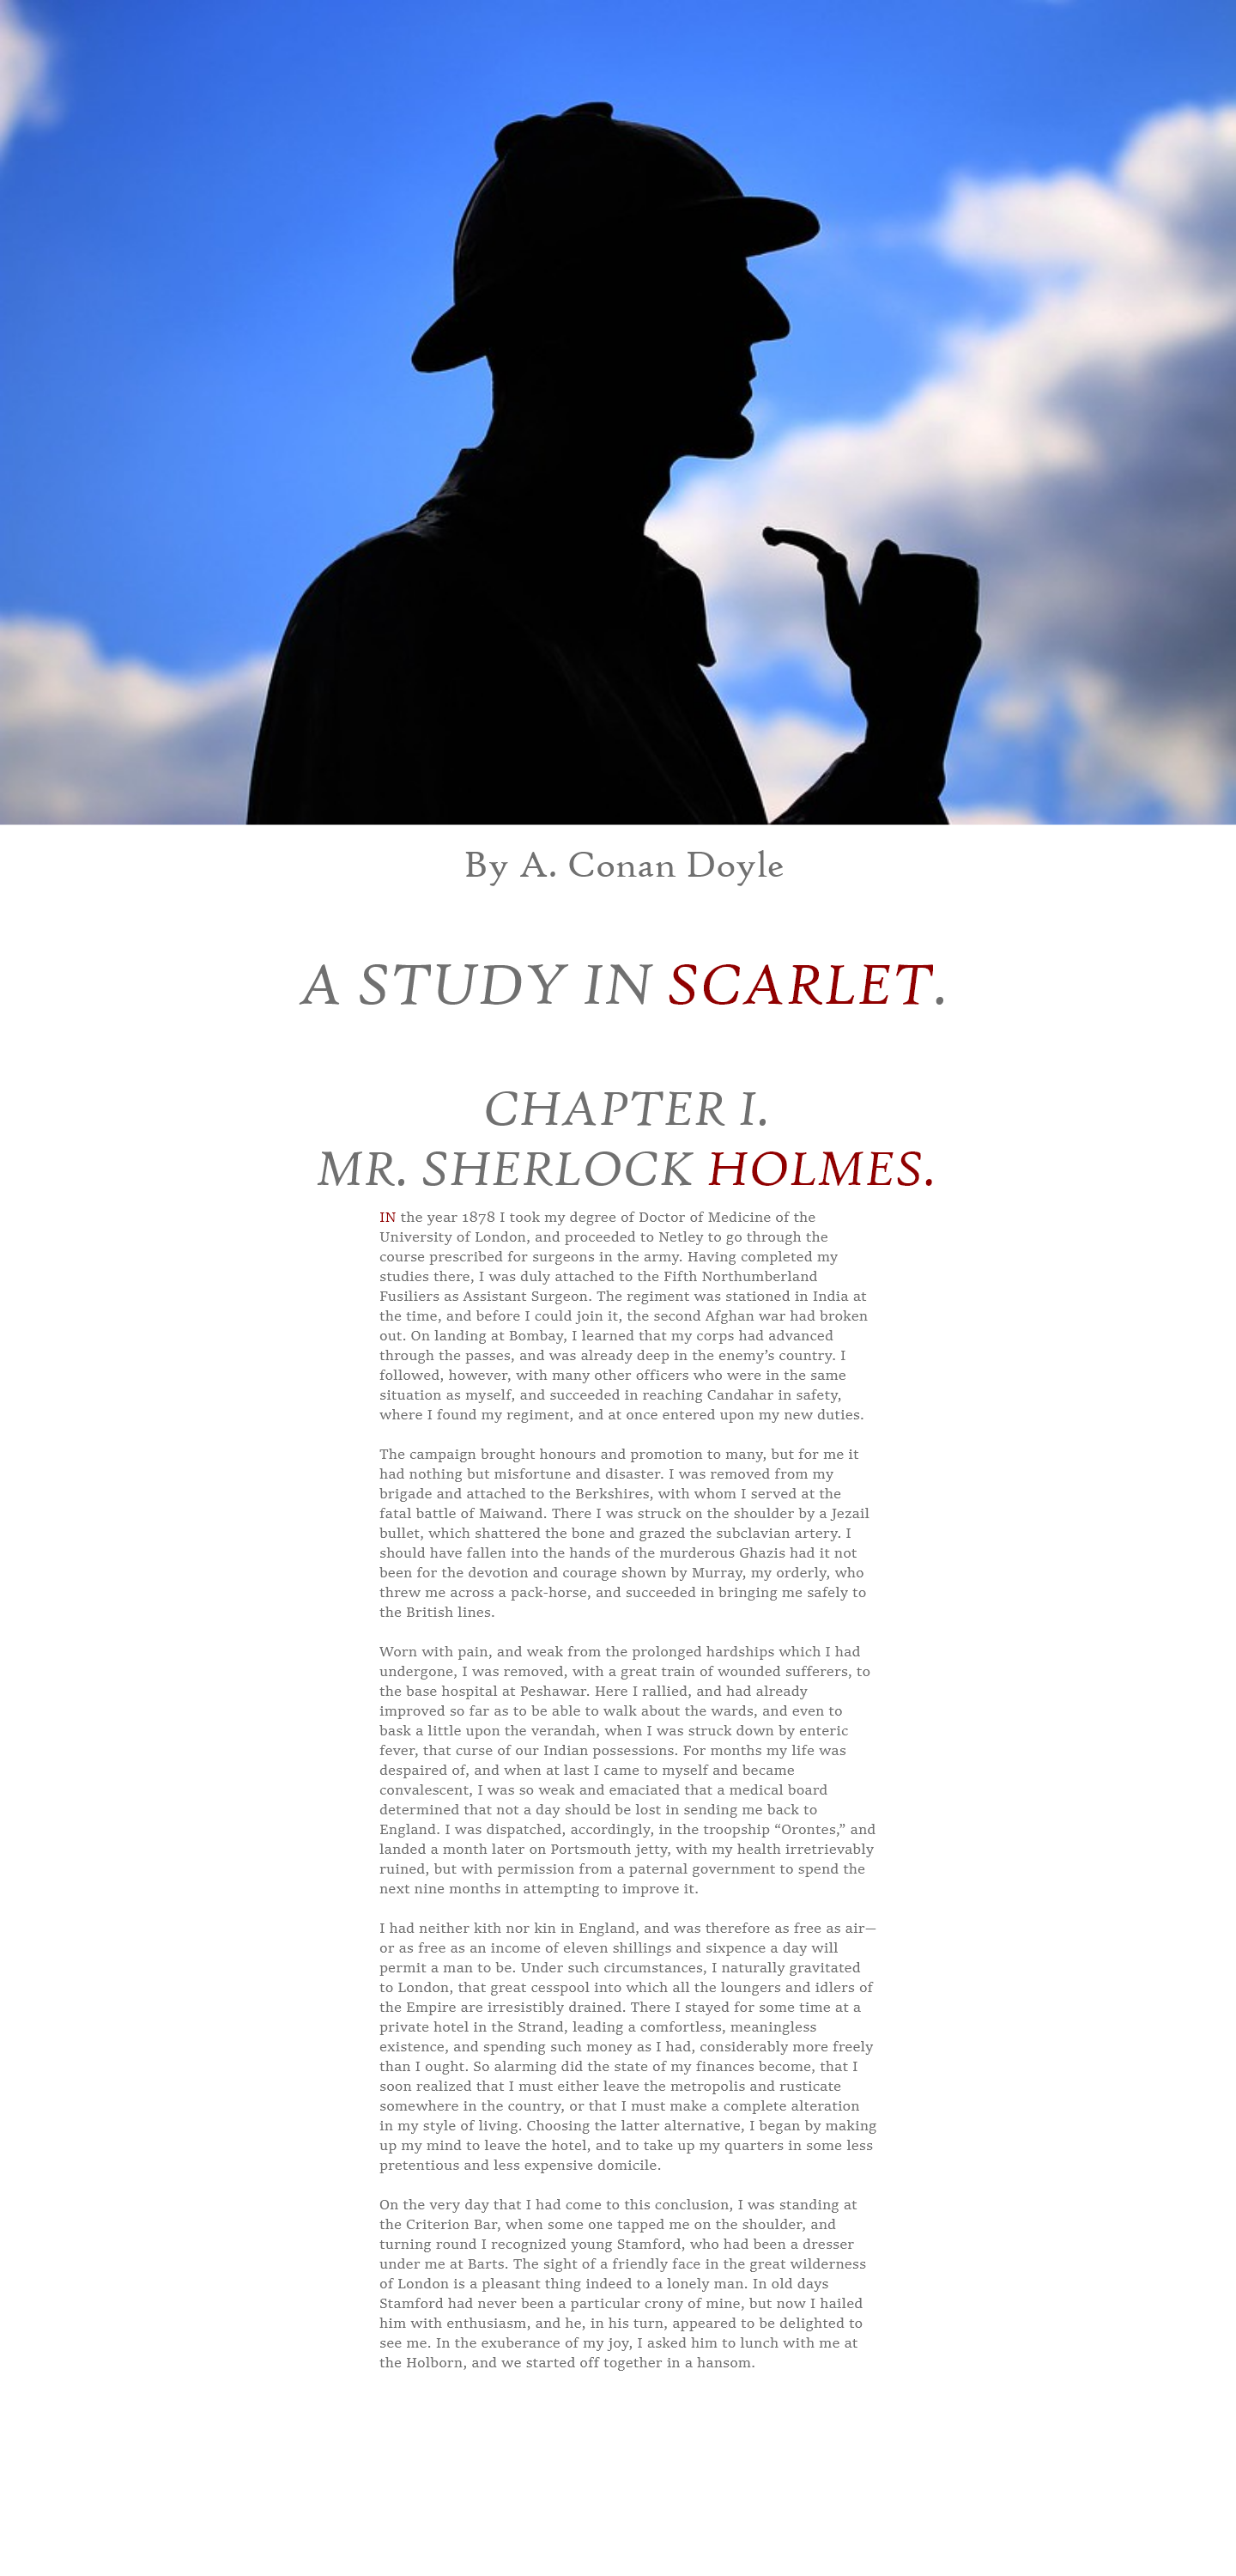 By A. Conan Doyle
A STUDY IN SCARLET.
CHAPTER I.
MR. SHERLOCK HOLMES.
IN the year 1878 I took my degree of Doctor of Medicine of the
University of London, and proceeded to Netley to go through the
course prescribed for surgeons in the army. Having completed my
studies there, I was duly attached to the Fifth Northumberland
Fusiliers as Assistant Surgeon. The regiment was stationed in India at
the time, and before I could join it, the second Afghan war had broken
out. On landing at Bombay, I learned that my corps had advanced
through the passes, and was already deep in the enemy’s country. I
followed, however, with many other officers who were in the same
situation as myself, and succeeded in reaching Candahar in safety,
where I found my regiment, and at once entered upon my new duties.
The campaign brought honours and promotion to many, but for me it
had nothing but misfortune and disaster. I was removed from my
brigade and attached to the Berkshires, with whom I served at the
fatal battle of Maiwand. There I was struck on the shoulder by a Jezail
bullet, which shattered the bone and grazed the subclavian artery. I
should have fallen into the hands of the murderous Ghazis had it not
been for the devotion and courage shown by Murray, my orderly, who
threw me across a pack-horse, and succeeded in bringing me safely to
the British lines.
Worn with pain, and weak from the prolonged hardships which I had
undergone, I was removed, with a great train of wounded sufferers, to
the base hospital at Peshawar. Here I rallied, and had already
improved so far as to be able to walk about the wards, and even to
bask a little upon the verandah, when I was struck down by enteric
fever, that curse of our Indian possessions. For months my life was
despaired of, and when at last I came to myself and became
convalescent, I was so weak and emaciated that a medical board
determined that not a day should be lost in sending me back to
England. I was dispatched, accordingly, in the troopship “Orontes,” and
landed a month later on Portsmouth jetty, with my health irretrievably
ruined, but with permission from a paternal government to spend the
next nine months in attempting to improve it.
I had neither kith nor kin in England, and was therefore as free as air—
or as free as an income of eleven shillings and sixpence a day will
permit a man to be. Under such circumstances, I naturally gravitated
to London, that great cesspool into which all the loungers and idlers of
the Empire are irresistibly drained. There I stayed for some time at a
private hotel in the Strand, leading a comfortless, meaningless
existence, and spending such money as I had, considerably more freely
than I ought. So alarming did the state of my finances become, that I
soon realized that I must either leave the metropolis and rusticate
somewhere in the country, or that I must make a complete alteration
in my style of living. Choosing the latter alternative, I began by making
up my mind to leave the hotel, and to take up my quarters in some less
pretentious and less expensive domicile.
On the very day that I had come to this conclusion, I was standing at
the Criterion Bar, when some one tapped me on the shoulder, and
turning round I recognized young Stamford, who had been a dresser
under me at Barts. The sight of a friendly face in the great wilderness
of London is a pleasant thing indeed to a lonely man. In old days
Stamford had never been a particular crony of mine, but now I hailed
him with enthusiasm, and he, in his turn, appeared to be delighted to
see me. In the exuberance of my joy, I asked him to lunch with me at
the Holborn, and we started off together in a hansom.